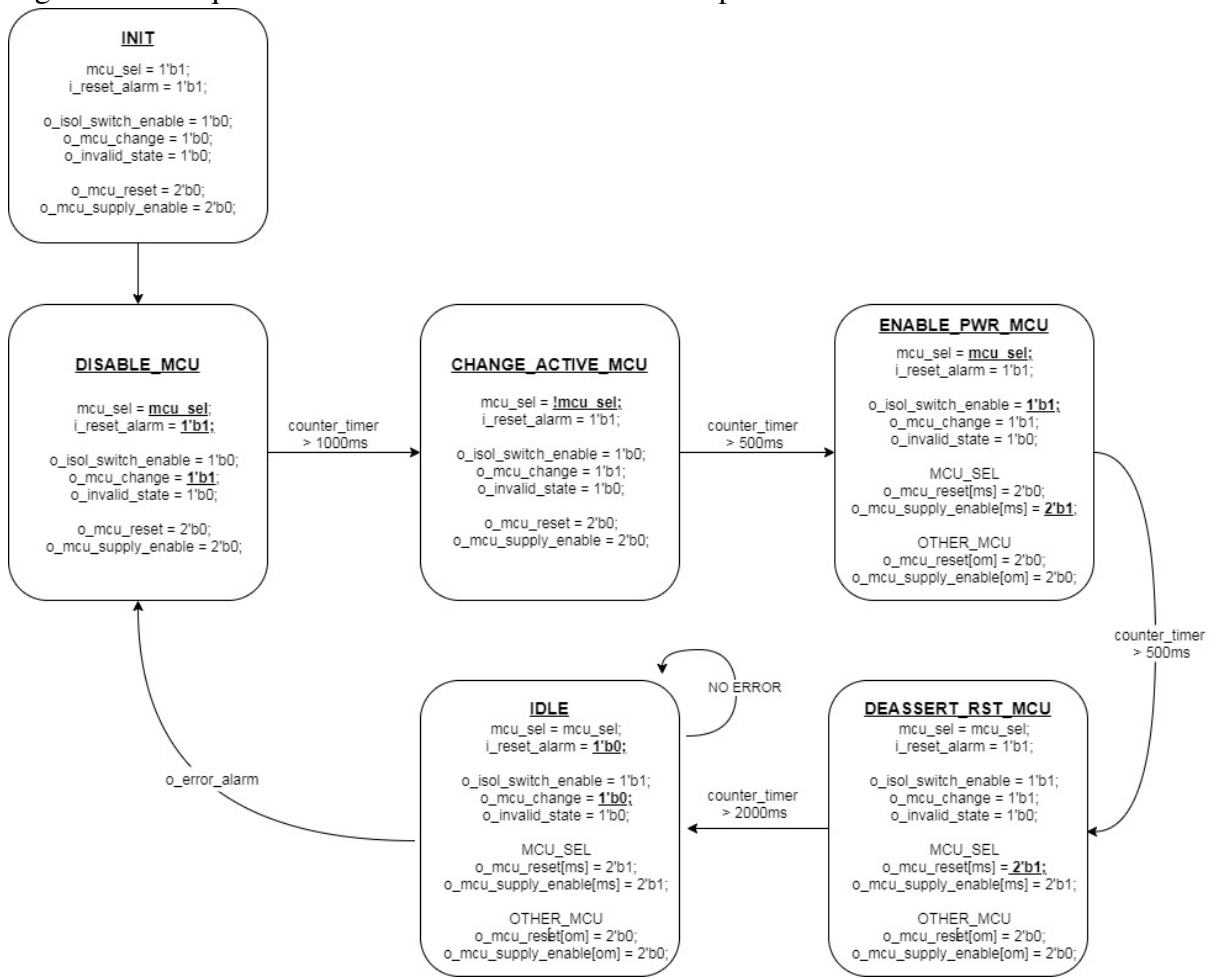 INIT
mcu_sel = 1'b1;
i_reset_alarm = 1'b1;
o_isol_switch_enable = 1'b0;
o_mcu_change = 1'b0;
o_invalid_state = 1'b0;
o_mcu_reset = 2'b0;
o_mcu_supply_enable = 2'b0;
DISABLE_MCU
mcu_sel = mcu_sel;
i_reset_alarm = 1'b1;
o_isol_switch_enable = 1'b0;
o_mcu_change = 1'b1;
o_invalid_state = 1'b0;
o_mcu_reset = 2'b0;
o_mcu_supply_enable = 2'b0;
counter_timer
> 1000ms
CHANGE_ACTIVE_MCU
mcu_sel = !mcu_sel;
i_reset_alarm = 1'b1;
o_isol_switch_enable = 1'b0;
o_mcu_change = 1'b1;
o_invalid_state = 1'b0;
o_mcu_reset = 2'b0;
o_mcu_supply_enable = 2'b0;
counter_timer
> 500ms
ENABLE_PWR_MCU
mcu_sel = mcu_sel;
i_reset_alarm = 1'b1;
o_isol_switch_enable = 1'b1;
o_mcu_change = 1'b1;
o_invalid_state = 1'b0;
MCU_SEL
o_mcu_reset[ms] = 2'b0;
o_mcu_supply_enable[ms] = 2'b1;
OTHER_MCU
o_mcu_reset[om] = 2'b0;
o_mcu_supply_enable[om] = 2'b0;
counter_timer
> 500ms
DEASSERT_RST_MCU
mcu_sel = mcu_sel;
i_reset_alarm = 1'b1;
o_isol_switch_enable = 1'b1;
o_mcu_change = 1'b1;
o_invalid_state = 1'b0;
MCU_SEL
o_mcu_reset[ms] = 2'b1;
o_mcu_supply_enable[ms] = 2'b1;
OTHER_MCU
o_mcu_reset[om] = 2'b0;
o_mcu_supply_enable[om] = 2'b0;
counter_timer
> 2000ms
IDLE
mcu_sel = mcu_sel;
i_reset_alarm = 1'b0;
o_isol_switch_enable = 1'b1;
o_mcu_change = 1'b0;
o_invalid_state = 1'b0;
MCU_SEL
o_mcu_reset[ms] = 2'b1;
o_mcu_supply_enable[ms] = 2'b1;
OTHER_MCU
o_mcu_reset[om] = 2'b0;
o_mcu_supply_enable[om] = 2'b0;
NO ERROR
o_error_alarm